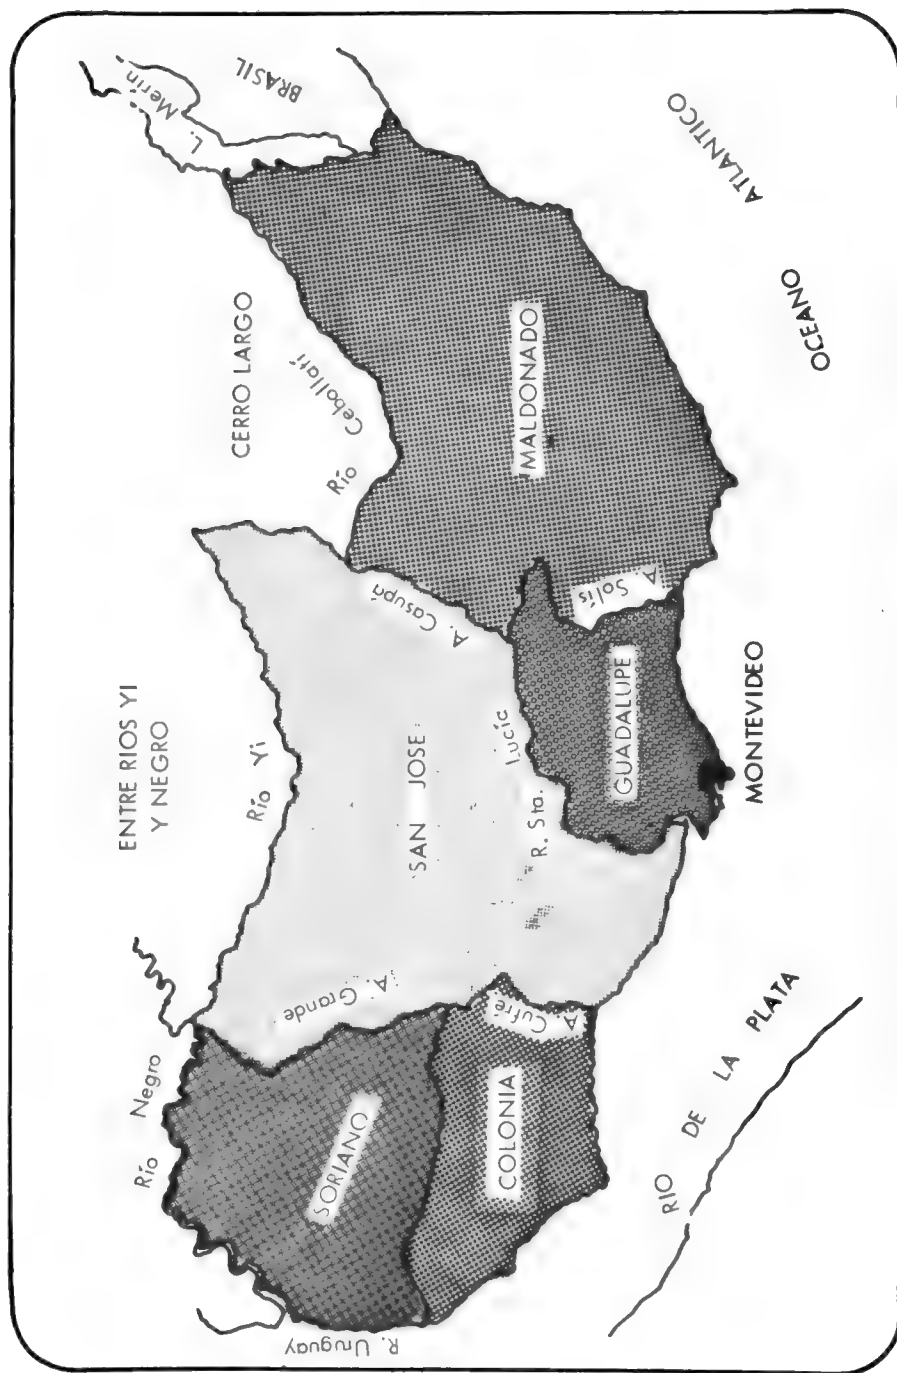 BRASIL
L. Merin
ATLANTICO
OCEANO
CERRO LARGO
Río Cebollatí
MALDONADO
A. Casupá
A. Solís
GUADALUPE
MONTEVIDEO
ENTRE RIOS YI
Y NEGRO
Río Yi
SAN JOSE
R. Sta. Lucía
A. Grande
A. Cufré
Río Negro
SORIANO
COLONIA
RIO DE LA PLATA
R. Uruguay